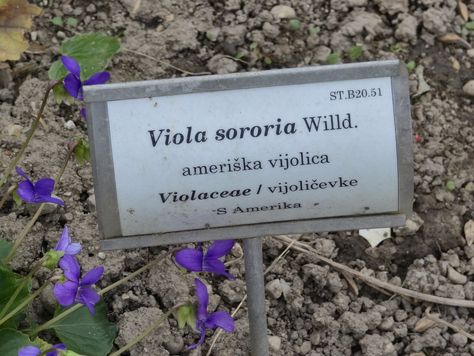 ST.B20.51
Viola sororia Willd.
ameriška vijolica
Violaceae / vijoličevke
S Amerika